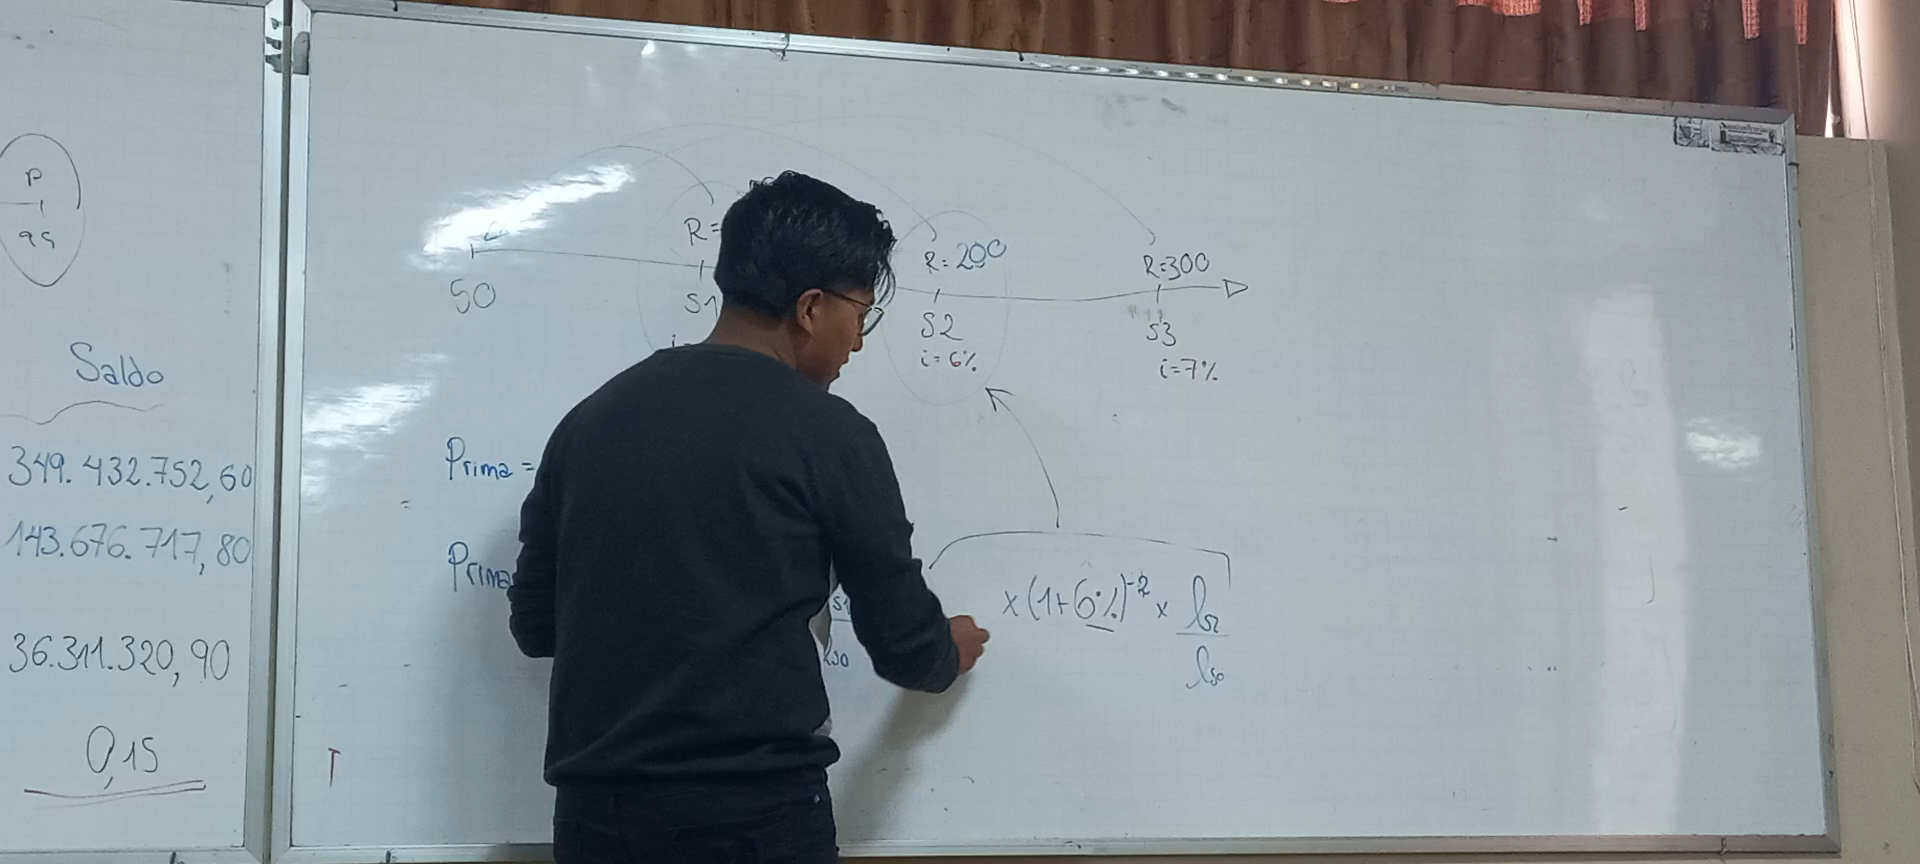 P
95
Saldo
349.432.752,60
143.676.717,80
36.311.320,90
0,15
R=
R=200
R=300
50
S1
S2
S3
i=6%
i=7%
Prima =
Prima
x(1+6%)^-2 x l52
l50
T